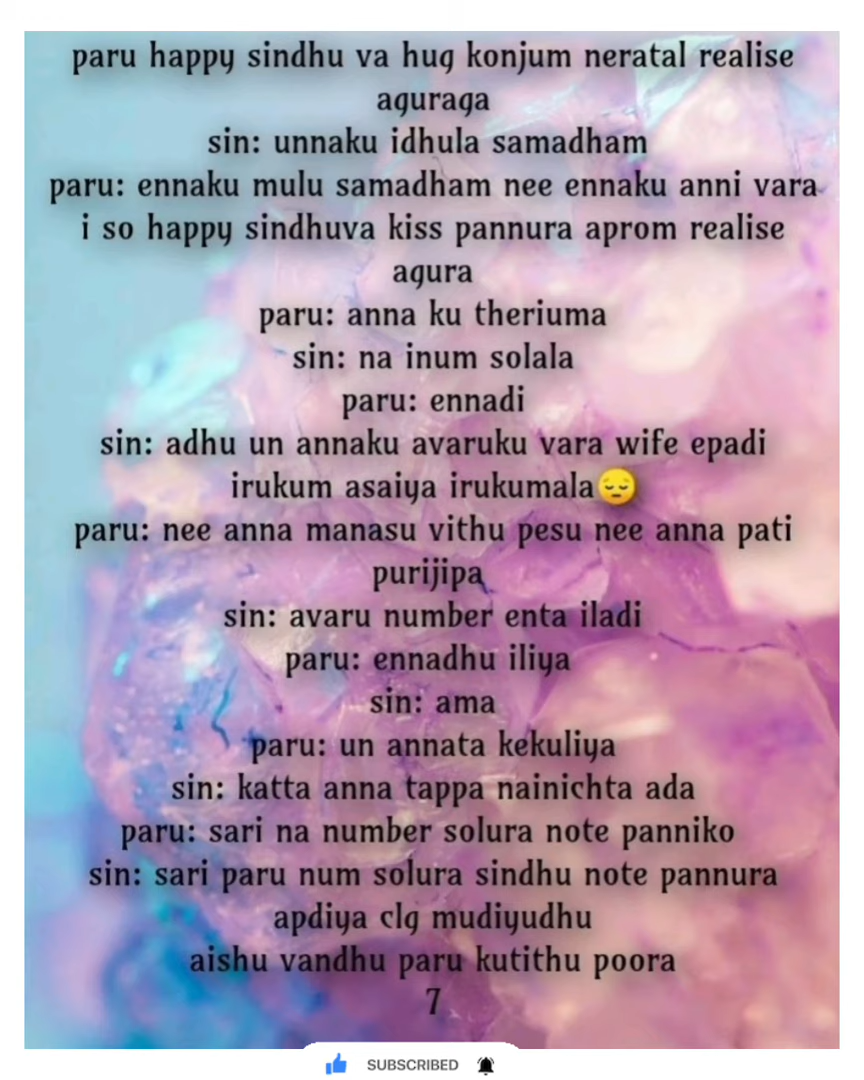 paru happy sindhu va hug konjum neratal realise
aguraga
sin: unnaku idhula samadham
paru: ennaku mulu samadham nee ennaku anni vara
i so happy sindhuva kiss pannura aprom realise
agura
paru: anna ku theriuma
sin: na inum solala
paru: ennadi
sin: adhu un annaku avaruku vara wife epadi
irukum asaiya irukumala😔
paru: nee anna manasu vithu pesu nee anna pati
purijipa
sin: avaru number enta iladi
paru: ennadhu iliya
sin: ama
paru: un annata kekuliya
sin: katta anna tappa nainichta ada
paru: sari na number solura note panniko
sin: sari paru num solura sindhu note pannura
apdiya clg mudiyudhu
aishu vandhu paru kutithu poora
7
SUBSCRIBED